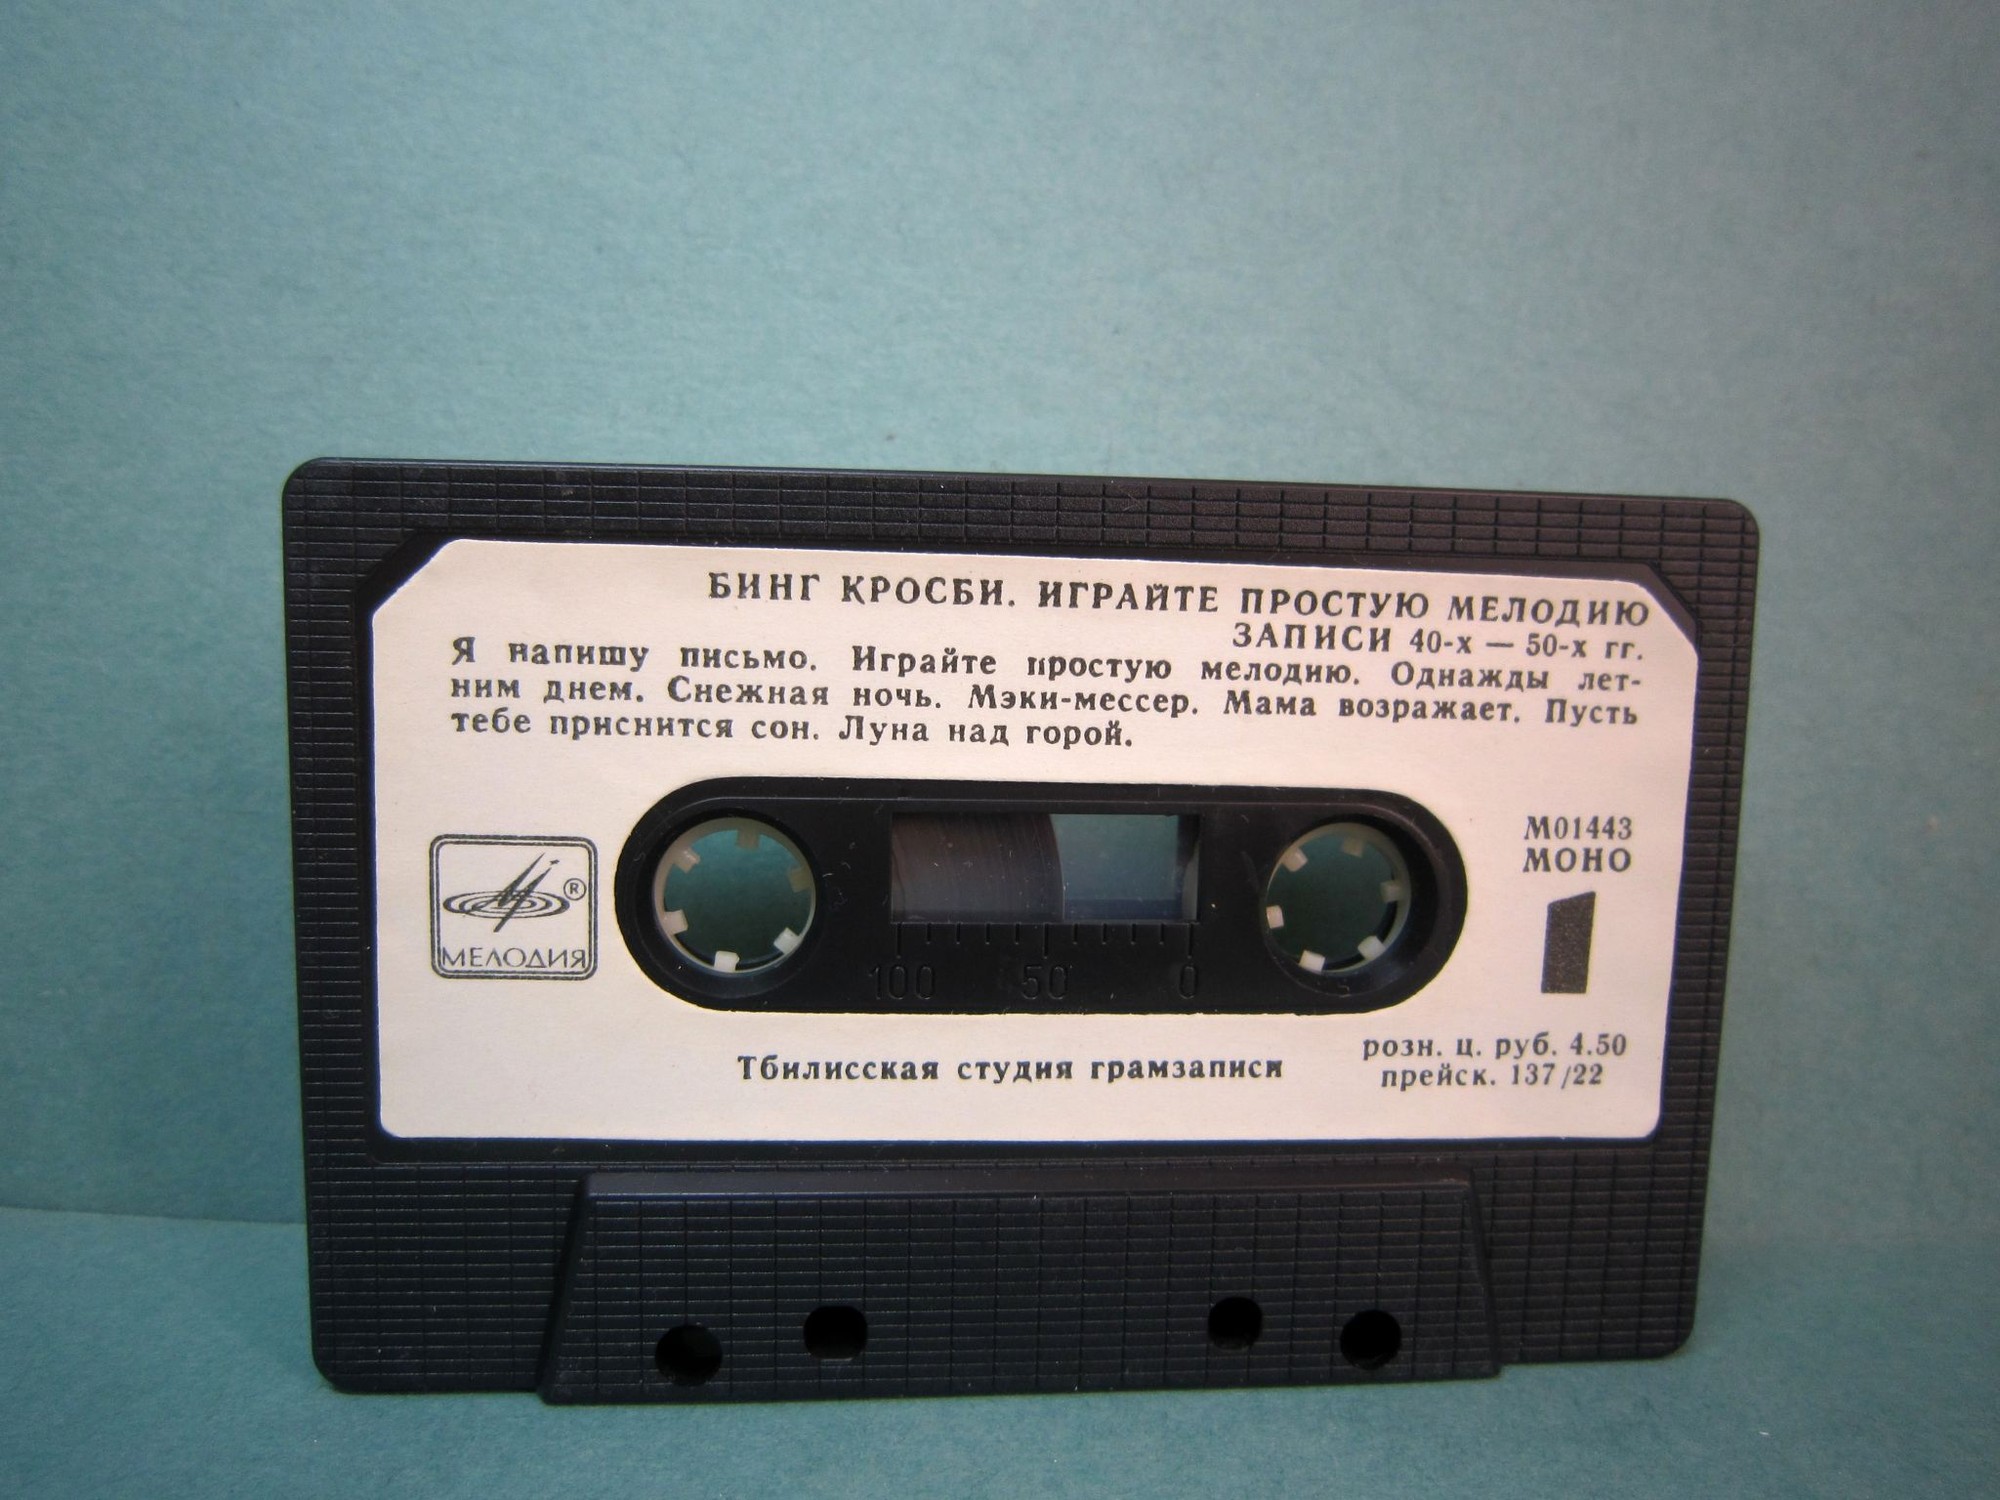 БИНГ КРОСБИ. ИГРАЙТЕ ПРОСТУЮ МЕЛОДИЮ
ЗАПИСИ 40-х — 50-х гг.
Я напишу письмо. Играйте простую мелодию. Однажды лет-
ним днем. Снежная ночь. Мэки-мессер. Мама возражает. Пусть
тебе приснится сон. Луна над горой.
М01443
МОНО
1
®
МЕЛОДИЯ
100 50 0
Тбилисская студия грамзаписи
розн. ц. руб. 4.50
прейск. 137/22